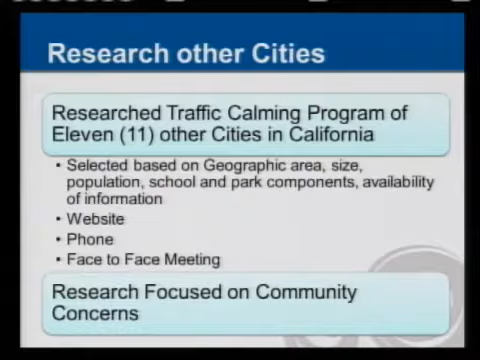 Research other Cities
Researched Traffic Calming Program of
Eleven (11) other Cities in California
• Selected based on Geographic area, size,
population, school and park components, availability
of information
• Website
• Phone
• Face to Face Meeting
Research Focused on Community
Concerns